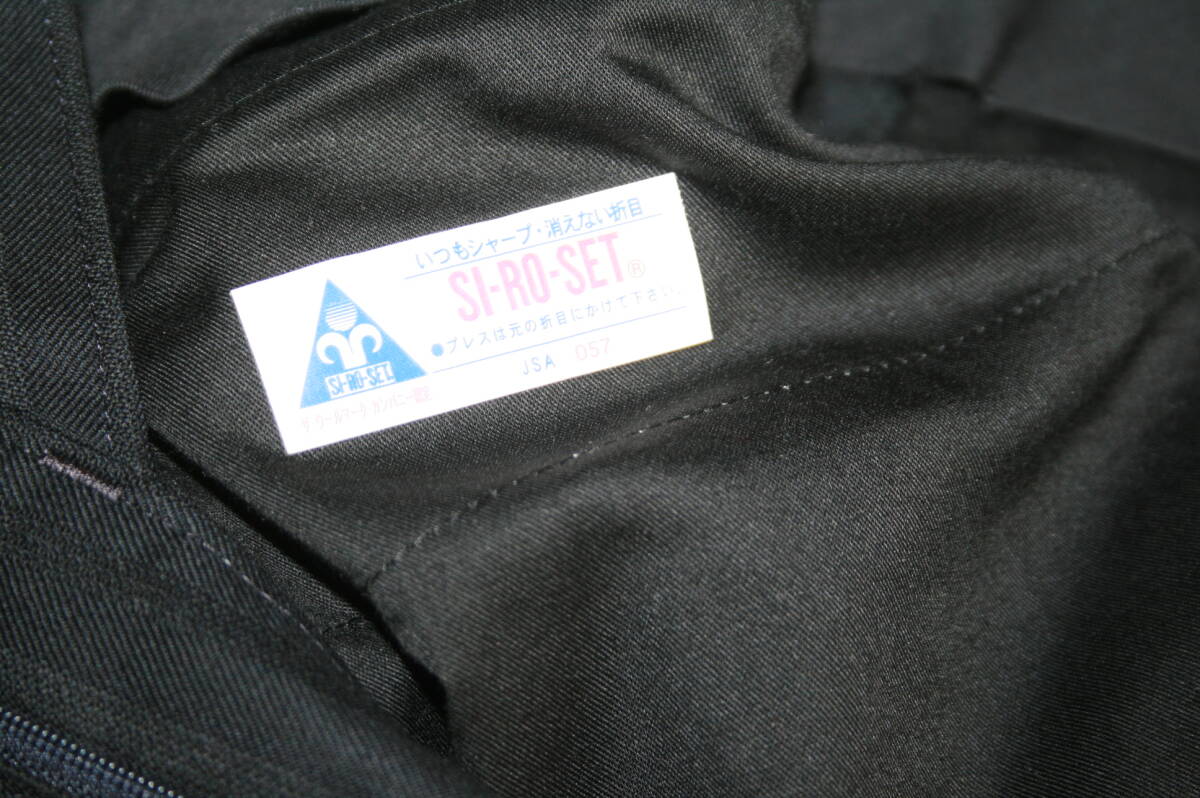 いつもシャープ・消えない折目
SI-RO-SET®
●プレスは元の折目にかけて下さい。
JSA 057
SI-RO-SET
ザ・ウールマーク カンパニー認定